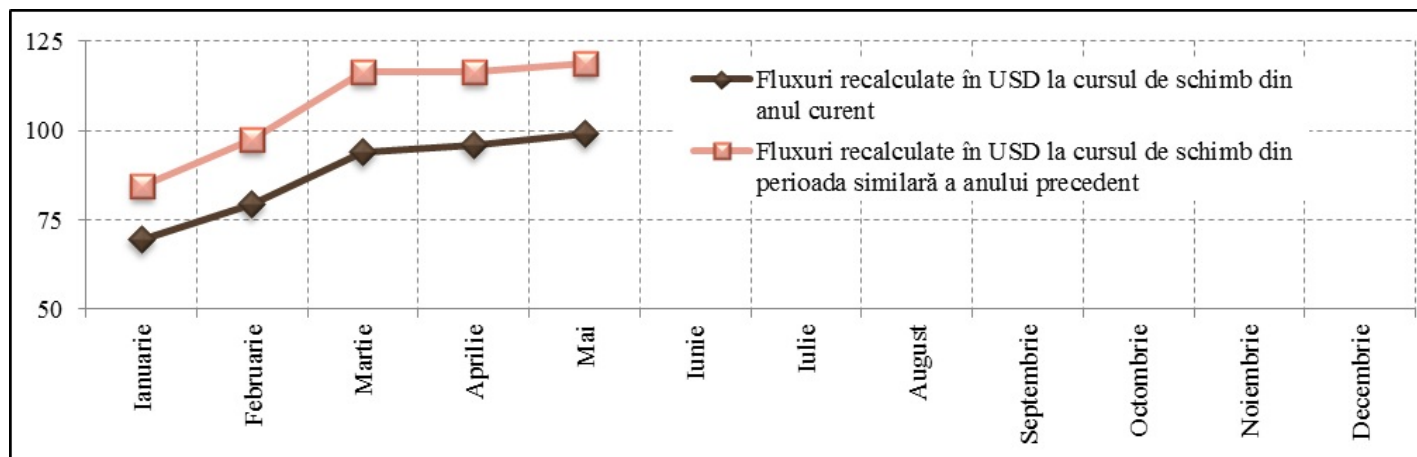 125
100
75
50
Fluxuri recalculate în USD la cursul de schimb din
anul curent
Fluxuri recalculate în USD la cursul de schimb din
perioada similară a anului precedent
Ianuarie
Februarie
Martie
Aprilie
Mai
Iunie
Iulie
August
Septembrie
Octombrie
Noiembrie
Decembrie